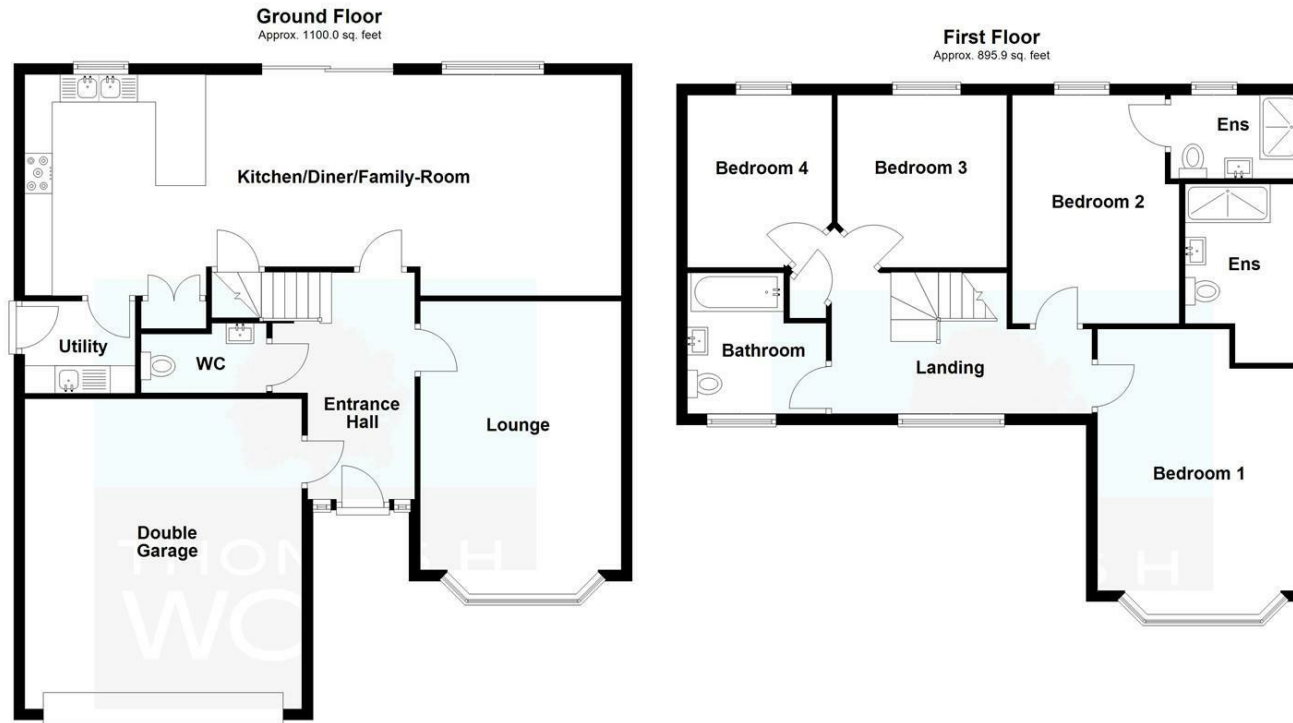 Ground Floor
Approx. 1100.0 sq. feet
Kitchen/Diner/Family-Room
Utility
WC
Entrance
Hall
Lounge
Double
Garage
First Floor
Approx. 895.9 sq. feet
Bedroom 4
Bedroom 3
Bedroom 2
Ens
Ens
Bathroom
Landing
Bedroom 1